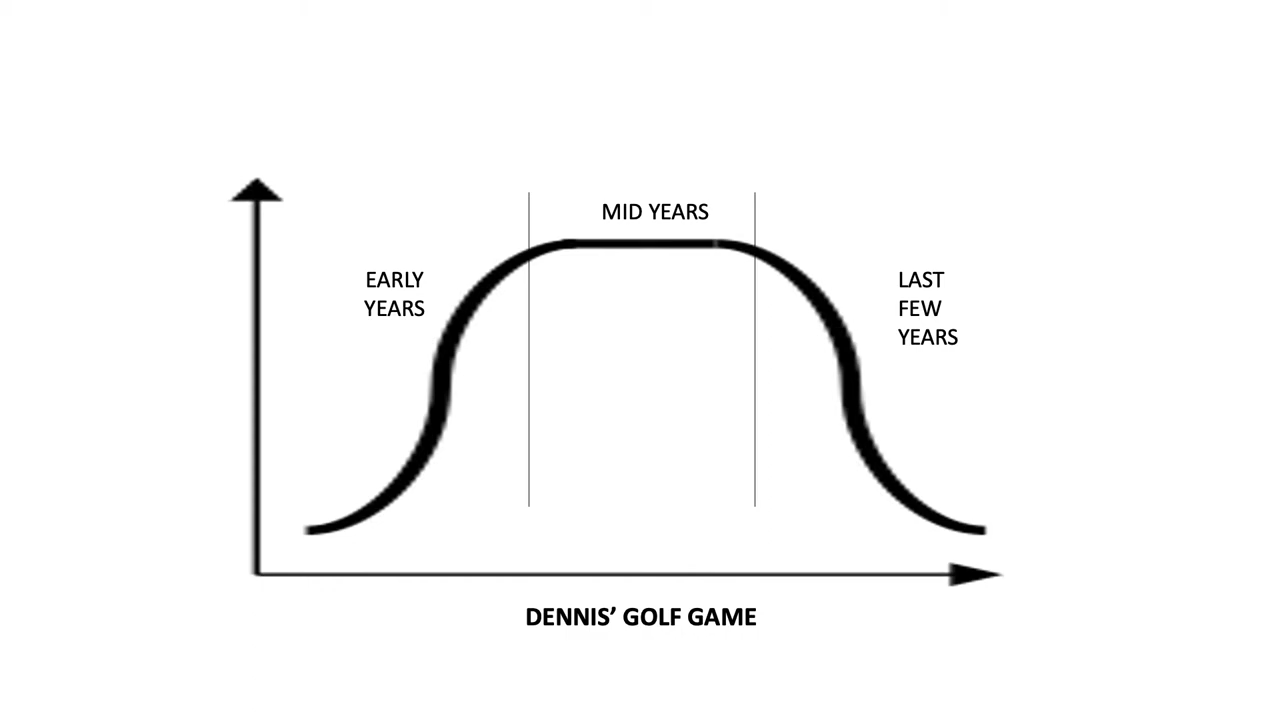 MID YEARS
EARLY
YEARS
LAST
FEW
YEARS
DENNIS’ GOLF GAME